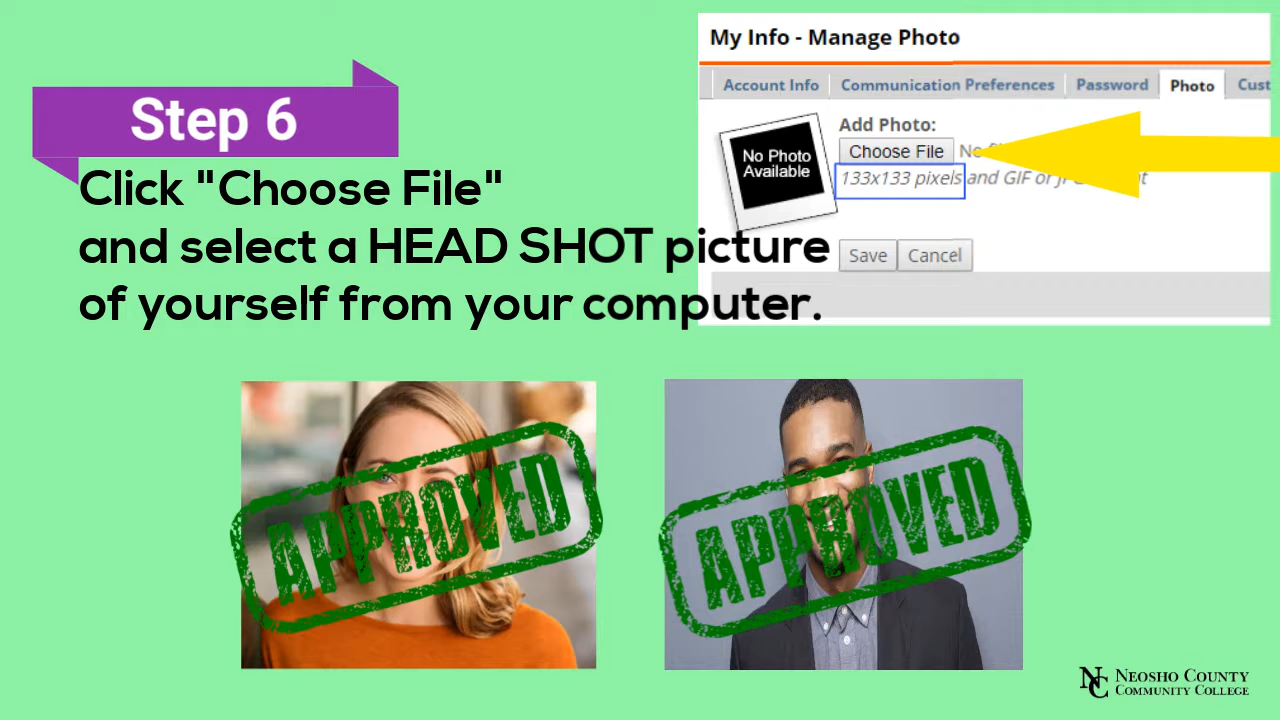 Step 6
Click "Choose File"
and select a HEAD SHOT picture
of yourself from your computer.
My Info - Manage Photo
Account Info
Communication Preferences
Password
Photo
No Photo
Available
Add Photo:
Choose File
133x133 pixels and GIF or
Save
Cancel
APPROVED
APPROVED
NC
NEOSHO COUNTY
COMMUNITY COLLEGE